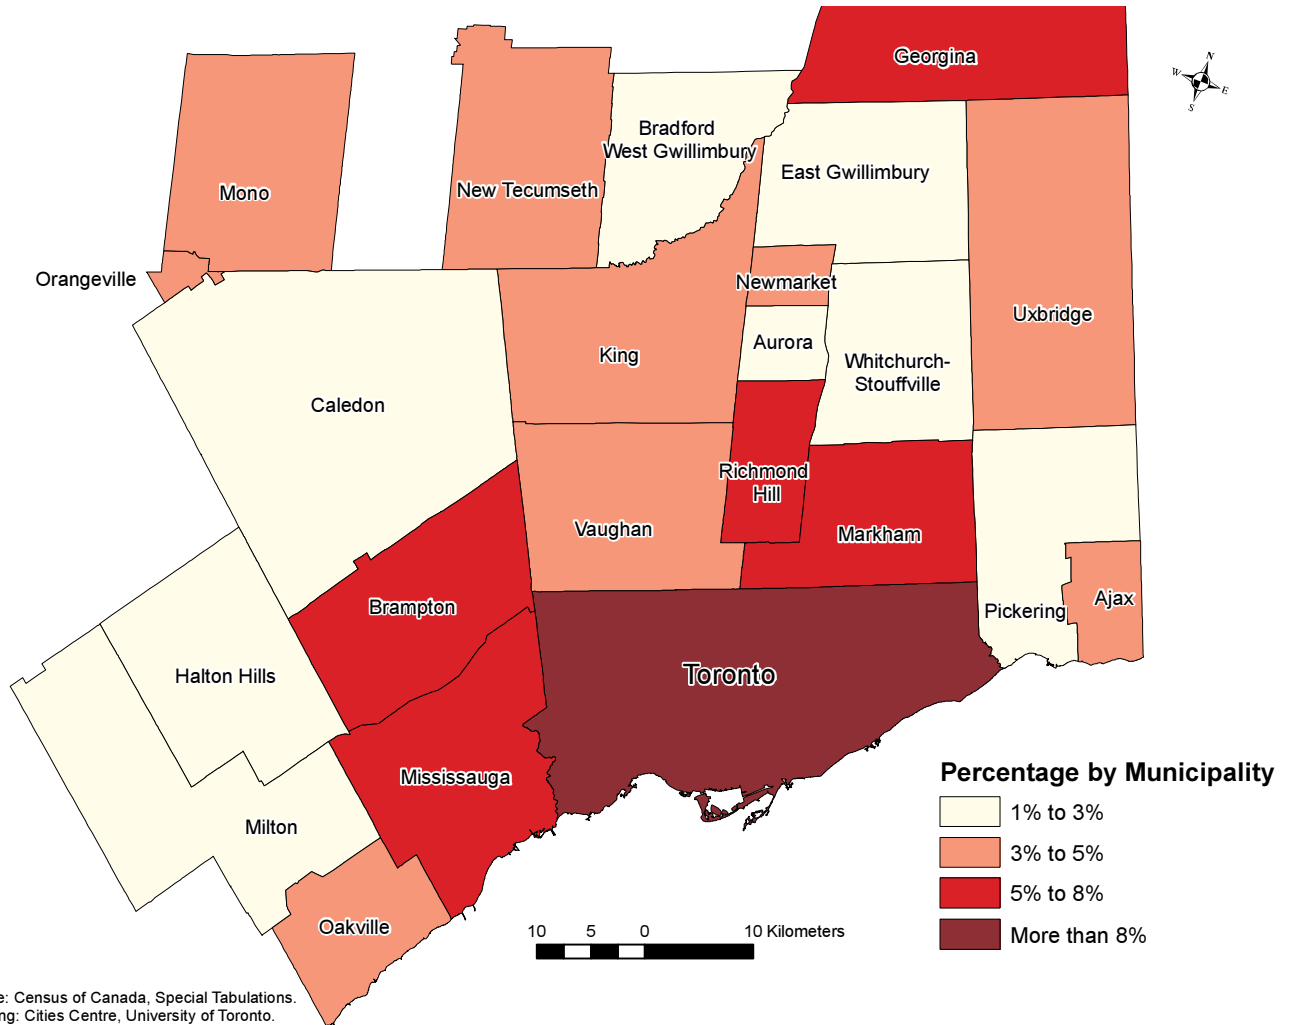 Georgina
N
W
E
S
Bradford
West Gwillimbury
East Gwillimbury
Mono
New Tecumseth
Orangeville
Newmarket
Uxbridge
Aurora
King
Whitchurch-
Stouffville
Caledon
Richmond
Hill
Vaughan
Markham
Brampton
Pickering
Ajax
Halton Hills
Toronto
Mississauga
Milton
Oakville
Percentage by Municipality
1% to 3%
3% to 5%
5% to 8%
More than 8%
10 5 0 10 Kilometers
e: Census of Canada, Special Tabulations.
ng: Cities Centre, University of Toronto.